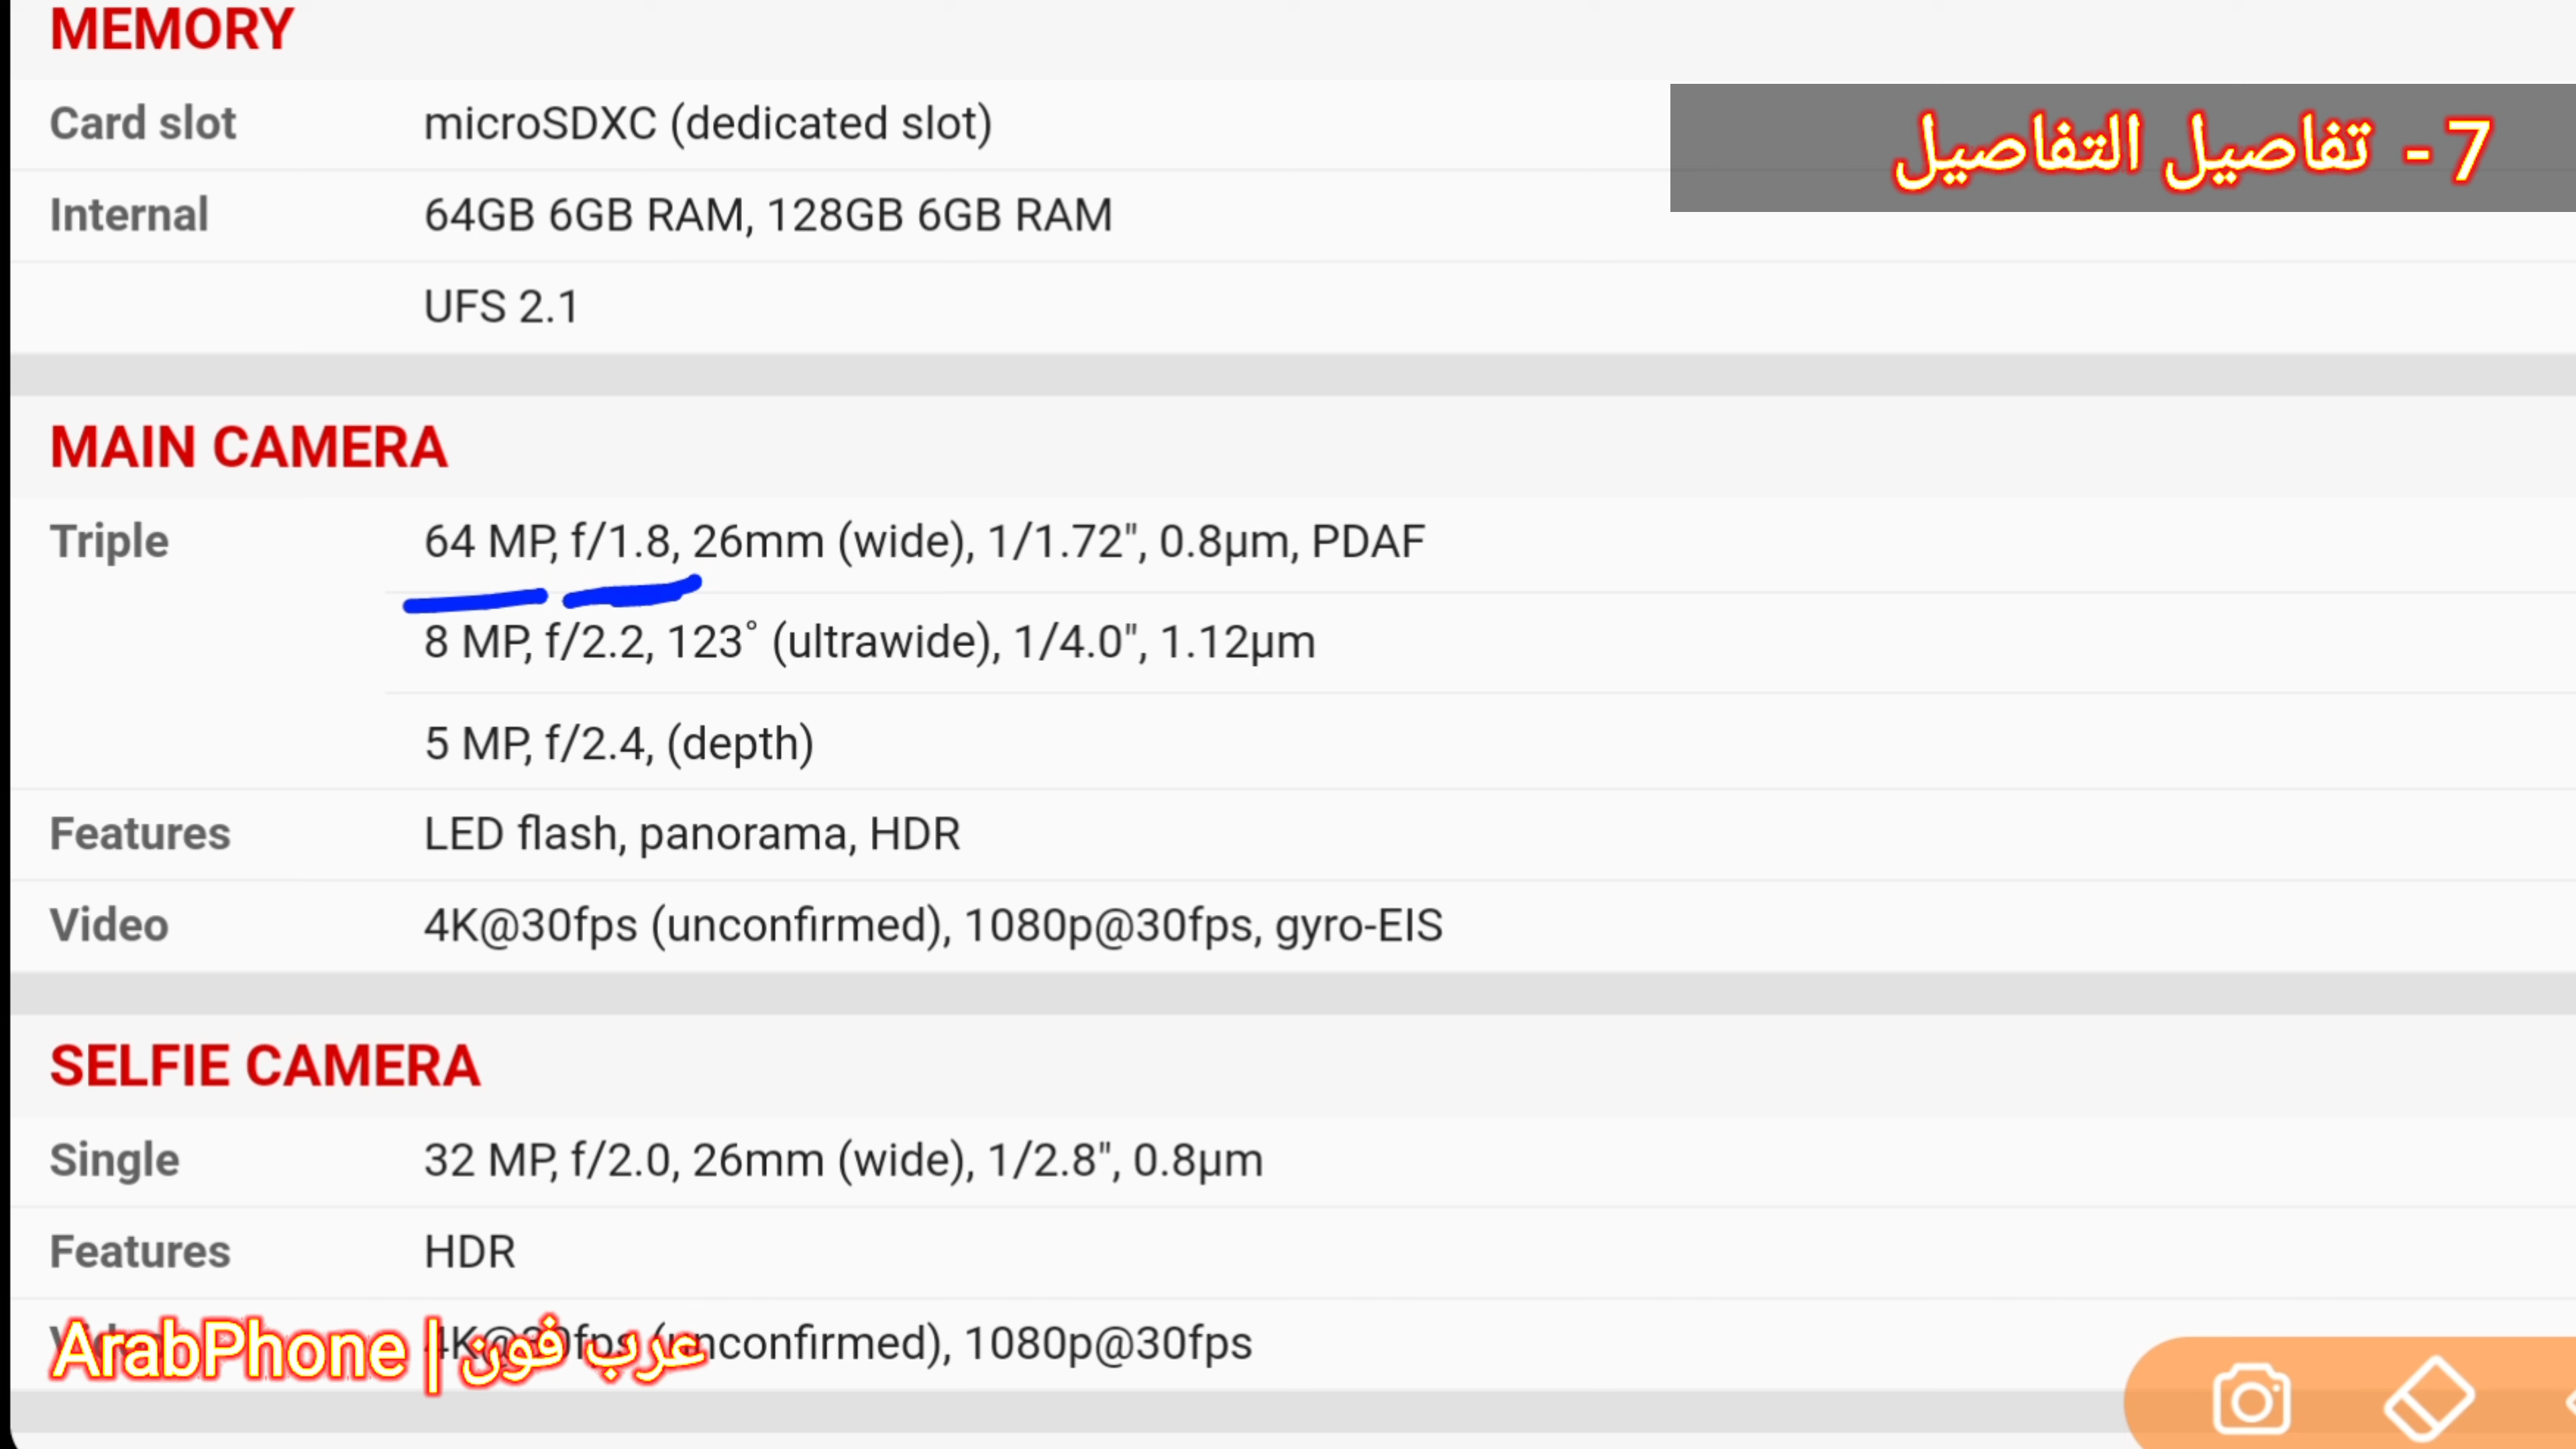 MEMORY
Card slot microSDXC (dedicated slot)
7 - تفاصيل التفاصيل
Internal 64GB 6GB RAM, 128GB 6GB RAM
UFS 2.1
MAIN CAMERA
Triple 64 MP, f/1.8, 26mm (wide), 1/1.72", 0.8µm, PDAF
8 MP, f/2.2, 123˚ (ultrawide), 1/4.0", 1.12µm
5 MP, f/2.4, (depth)
Features LED flash, panorama, HDR
Video 4K@30fps (unconfirmed), 1080p@30fps, gyro-EIS
SELFIE CAMERA
Single 32 MP, f/2.0, 26mm (wide), 1/2.8", 0.8µm
Features HDR
Video 4K@30fps (unconfirmed), 1080p@30fps
ArabPhone | عرب فون